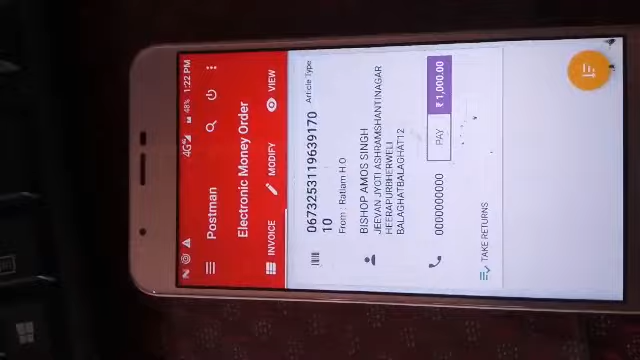 4G 48% 1:22 PM
Postman
Electronic Money Order
INVOICE MODIFY VIEW
06732531119639170 Article Type
10
From : Ratlam H.O
BISHOP AMOS SINGH
JEEVAN JYOTI ASHRAMSHANTINAGAR
HEERAPURBHERWELI
BALAGHATBALAGHAT12
0000000000 PAY ₹ 1,000.00
TAKE RETURNS